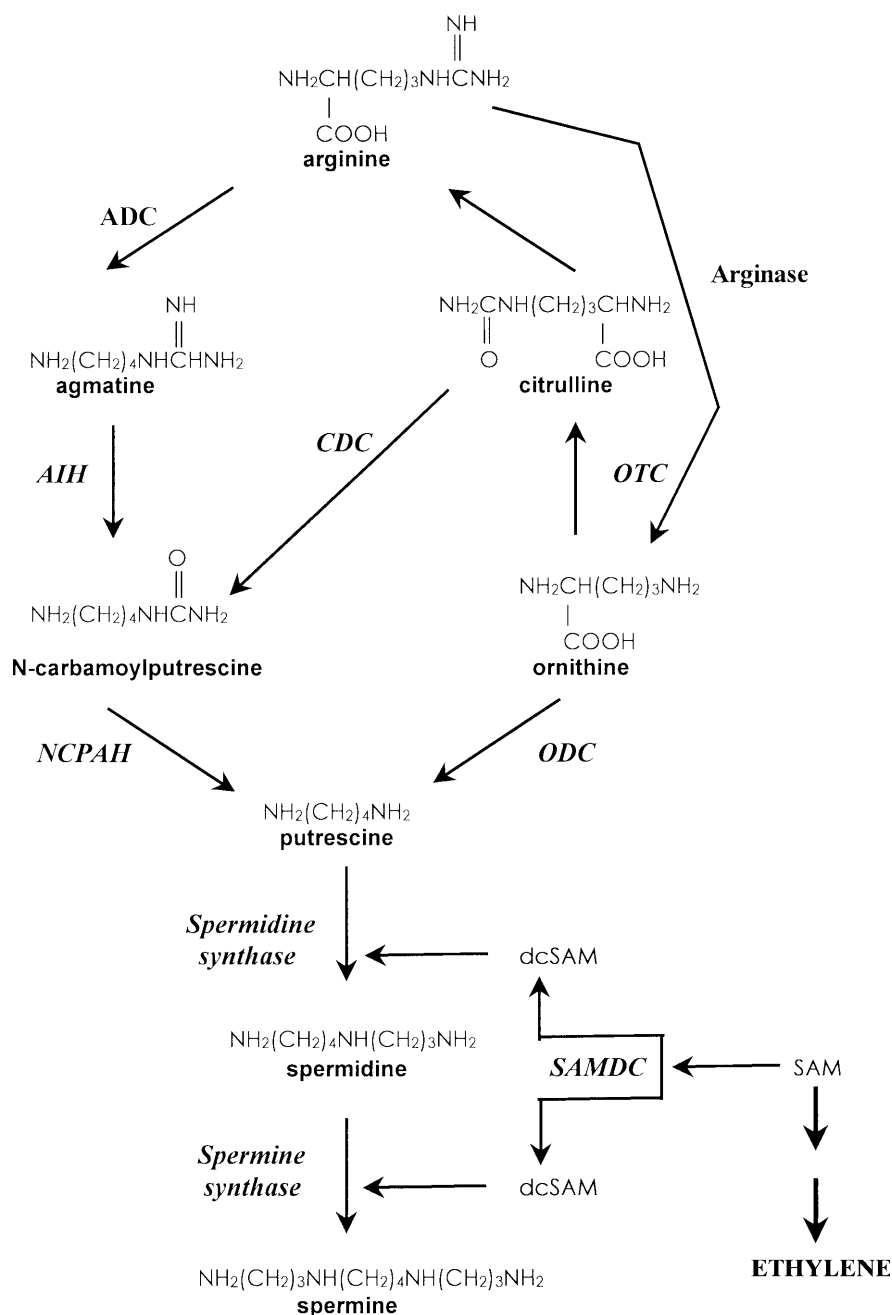 NH
||
NH₂CH(CH₂)₃NHCNH₂
|
COOH
arginine
ADC
Arginase
NH
||
NH₂(CH₂)₄NHCHNH₂
agmatine
NH₂CNH(CH₂)₃CHNH₂
|| |
O COOH
citrulline
AIH
CDC
OTC
O
||
NH₂(CH₂)₄NHCNH₂
N-carbamoylputrescine
NH₂CH(CH₂)₃NH₂
|
COOH
ornithine
NCPAH
ODC
NH₂(CH₂)₄NH₂
putrescine
Spermidine
synthase
dcSAM
NH₂(CH₂)₄NH(CH₂)₃NH₂
spermidine
SAMDC
SAM
Spermine
synthase
dcSAM
ETHYLENE
NH₂(CH₂)₃NH(CH₂)₄NH(CH₂)₃NH₂
spermine